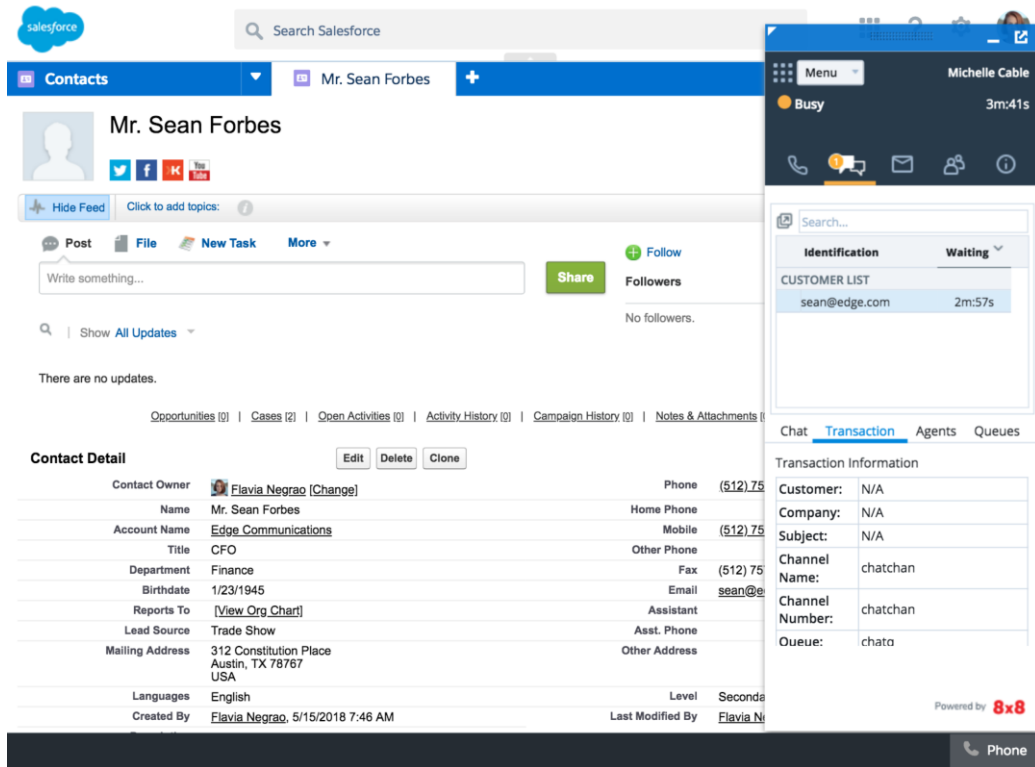 salesforce
Search Salesforce
Contacts
Mr. Sean Forbes
Mr. Sean Forbes
You
Tube
Hide Feed
Click to add topics:
Post File New Task More
Write something...
Share
Follow
Followers
No followers.
Show All Updates
There are no updates.
Opportunities [0] | Cases [2] | Open Activities [0] | Activity History [0] | Campaign History [0] | Notes & Attachments
Contact Detail
Edit Delete Clone
Contact Owner Flavia Negrao [Change]
Phone (512) 75
Name Mr. Sean Forbes
Home Phone
Account Name Edge Communications
Mobile (512) 75
Title CFO
Other Phone
Department Finance
Fax (512) 75
Birthdate 1/23/1945
Email sean@e
Reports To [View Org Chart]
Assistant
Lead Source Trade Show
Asst. Phone
Mailing Address 312 Constitution Place
Austin, TX 78767
USA
Other Address
Languages English
Level Seconda
Created By Flavia Negrao, 5/15/2018 7:46 AM
Last Modified By Flavia N
Menu
Michelle Cable
Busy
3m:41s
1
Search...
Identification Waiting
CUSTOMER LIST
sean@edge.com 2m:57s
Chat Transaction Agents Queues
Transaction Information
Customer: N/A
Company: N/A
Subject: N/A
Channel Name: chatchan
Channel Number: chatchan
Queue: chatq
Powered by 8x8
Phone